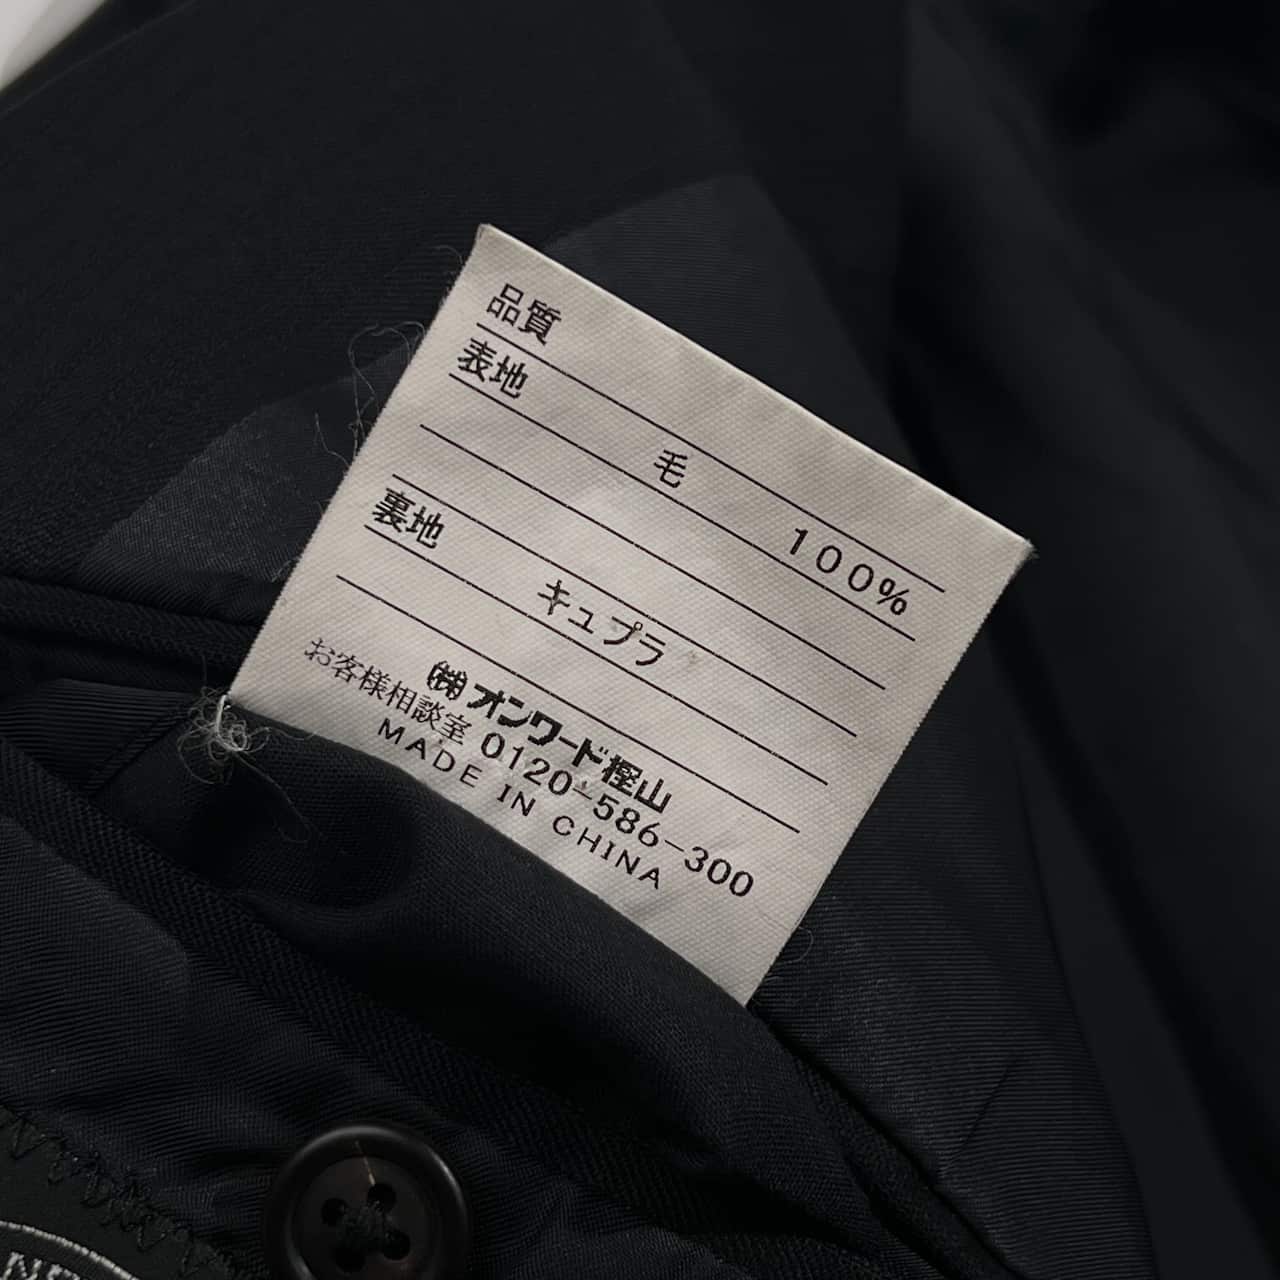 品質
表地
毛 100%
裏地
キュプラ
㈱オンワード樫山
お客様相談室 0120-586-300
MADE IN CHINA